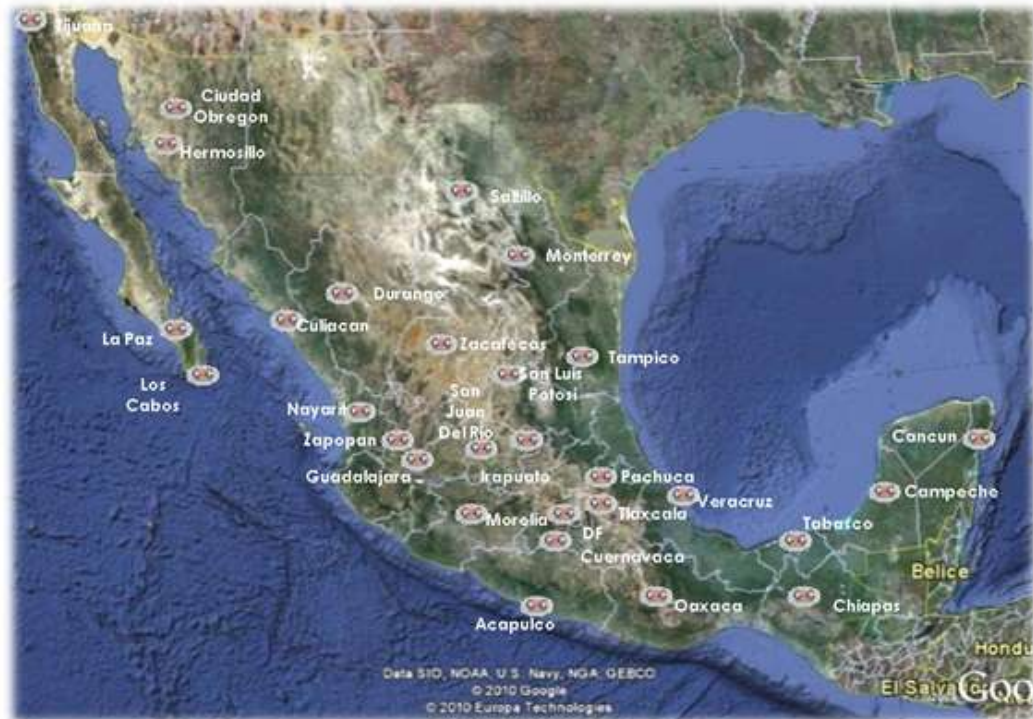 Tijuana
Ciudad
Obregon
Hermosillo
Saltillo
Monterrey
Durango
Culiacan
La Paz
Zacatecas
Tampico
San Luis
Potosi
Los
Cabos
San
Juan
Del Rio
Nayarit
Zapopan
Cancun
Guadalajara
Irapuato
Pachuca
Campeche
Veracruz
Morelia
Tlaxcala
Tabasco
DF
Cuernavaca
Belice
Oaxaca
Chiapas
Acapulco
Hondu
Data SIO, NOAA, U.S. Navy, NGA, GEBCO
© 2010 Google
© 2010 Europa Technologies
El Salvador
Goo